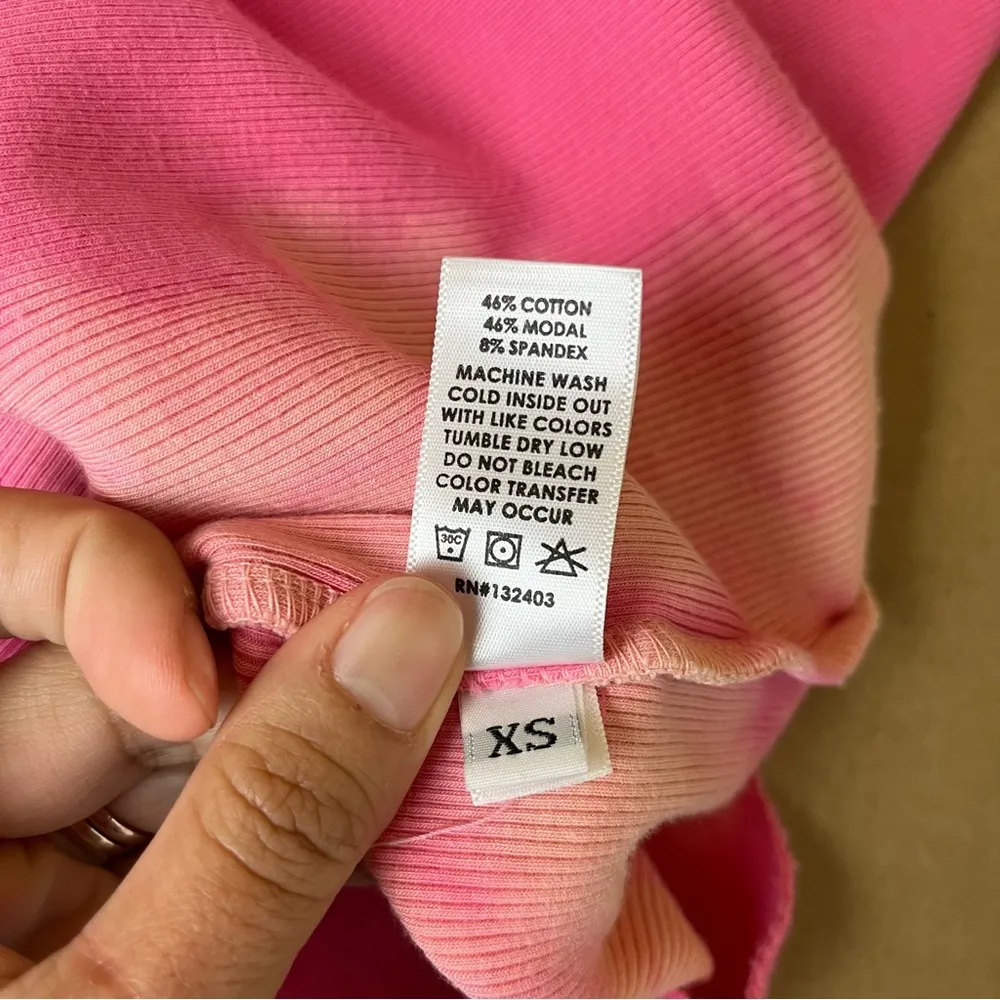 46% COTTON
46% MODAL
8% SPANDEX
MACHINE WASH
COLD INSIDE OUT
WITH LIKE COLORS
TUMBLE DRY LOW
DO NOT BLEACH
COLOR TRANSFER
MAY OCCUR
30C
RN#132403
XS